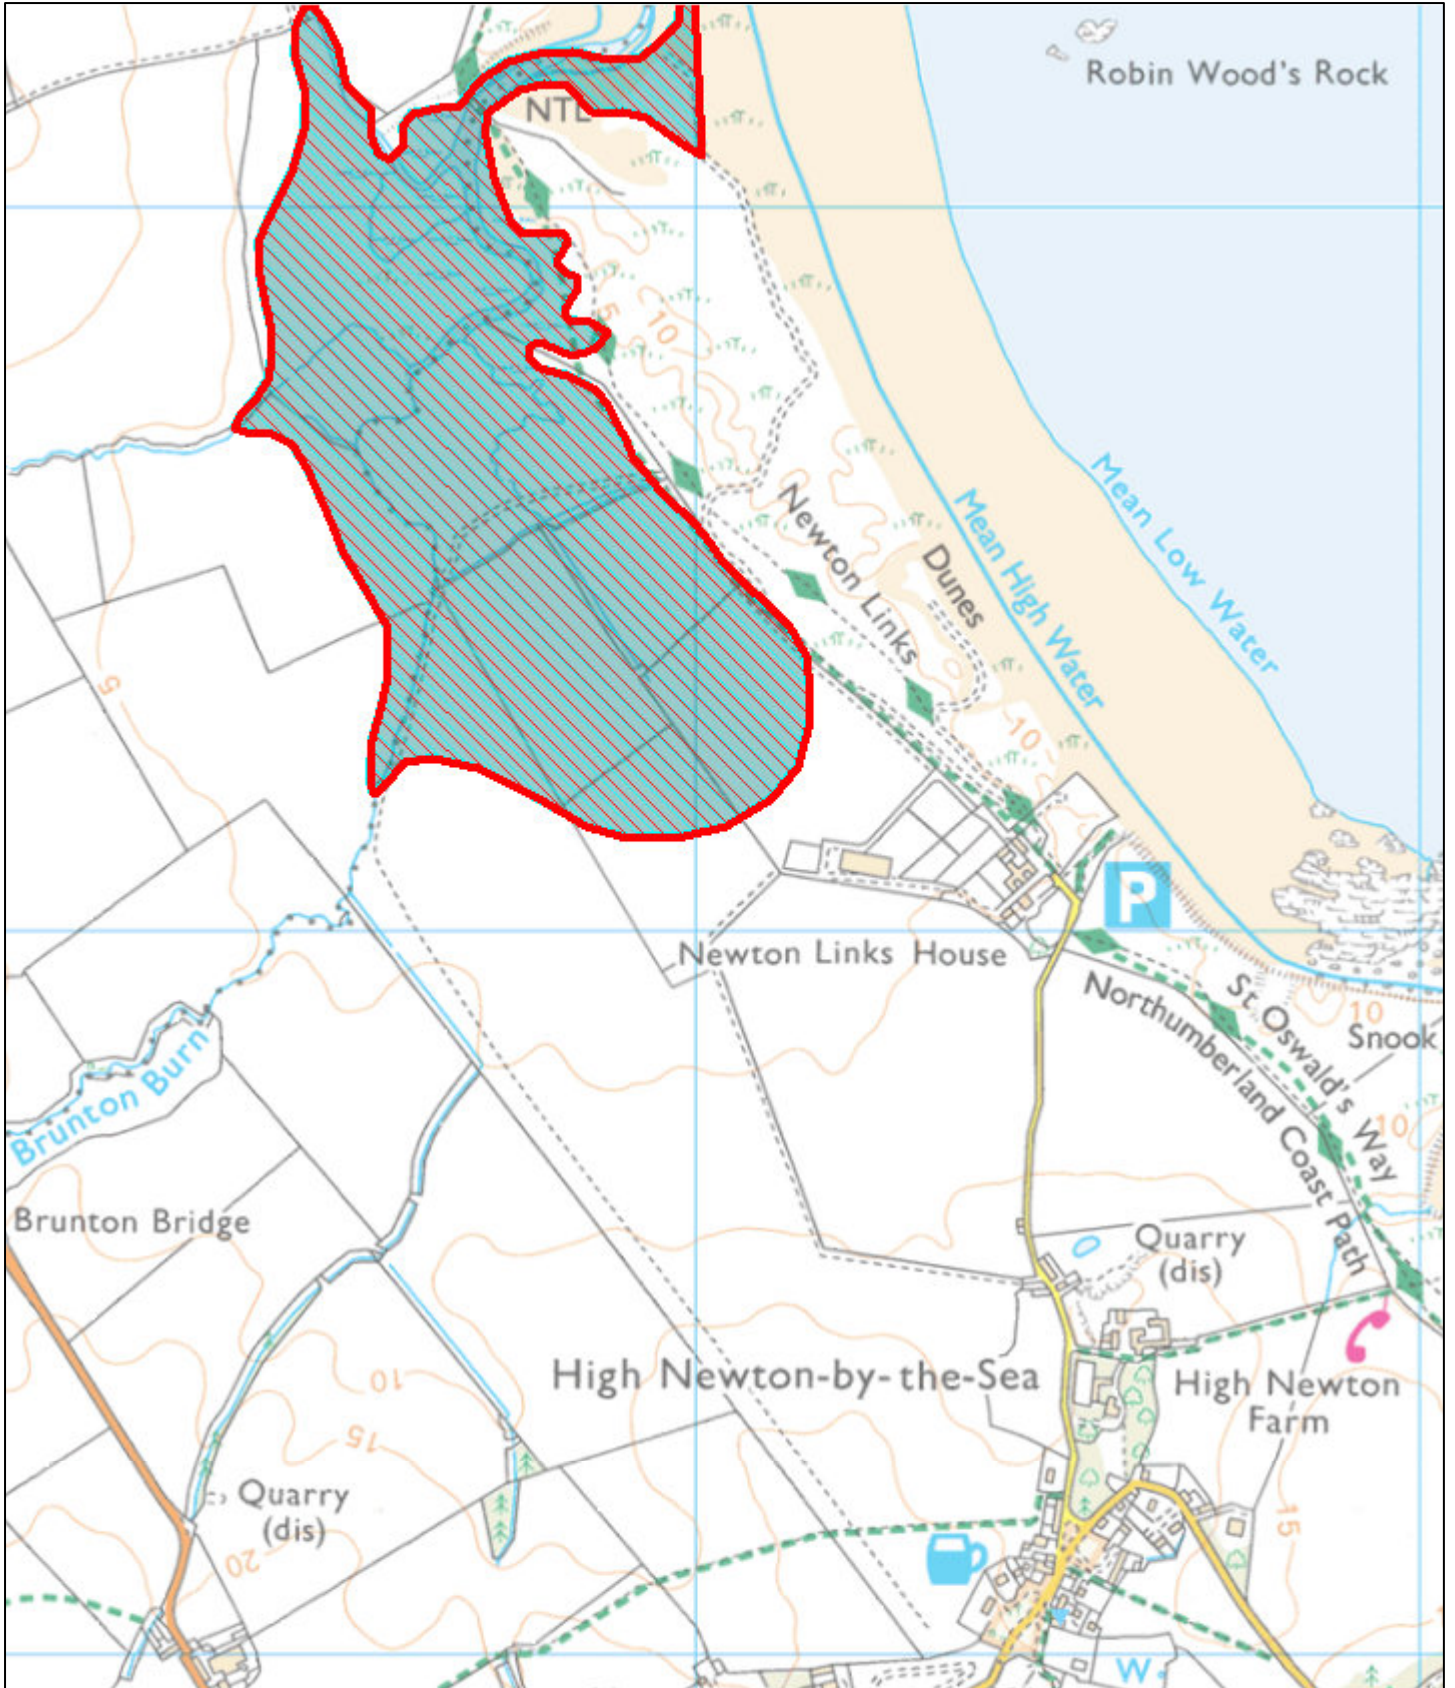 Robin Wood's Rock
NTL
5
10
Mean Low Water
Mean High Water
Newton Links
Dunes
5
10
P
Newton Links House
St Oswald's Way
Northumberland Coast Path
10
Snook
10
Brunton Burn
Brunton Bridge
Quarry
(dis)
High Newton-by-the-Sea
High Newton
Farm
10
15
Quarry
(dis)
20
15
W